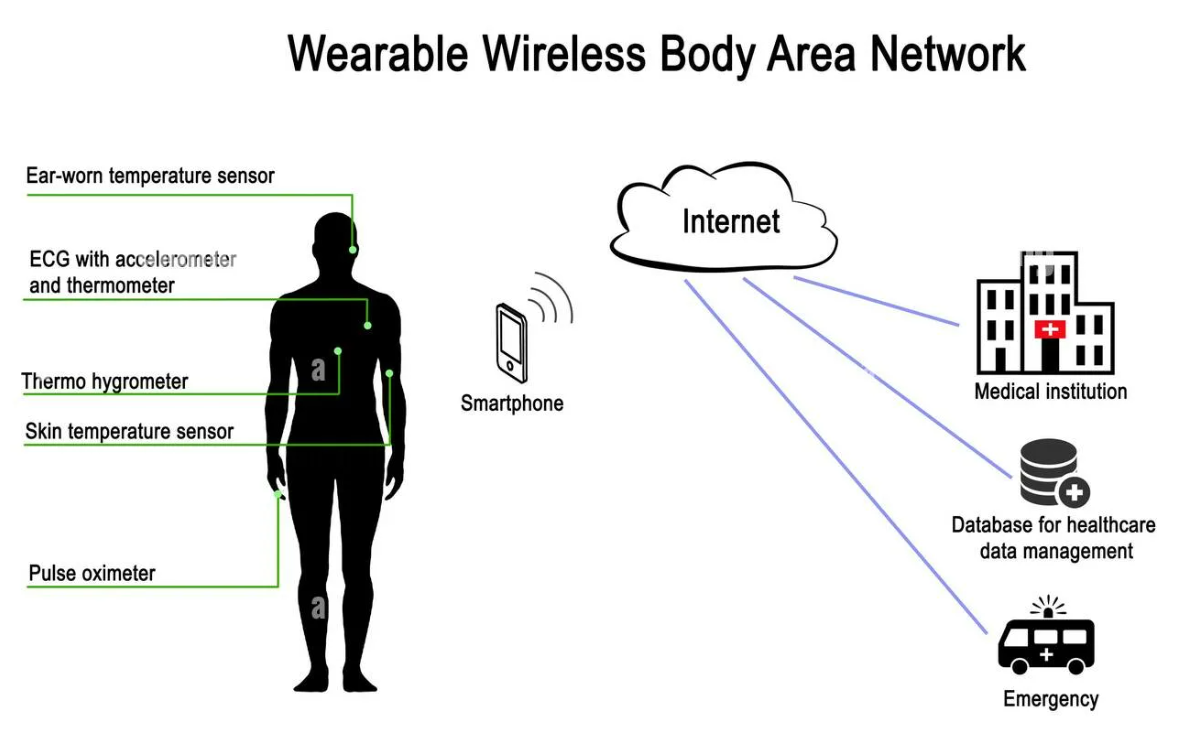 Wearable Wireless Body Area Network
Ear-worn temperature sensor
ECG with accelerometer
and thermometer
Thermo hygrometer
Skin temperature sensor
Pulse oximeter
Smartphone
Internet
Medical institution
Database for healthcare
data management
Emergency
a
a